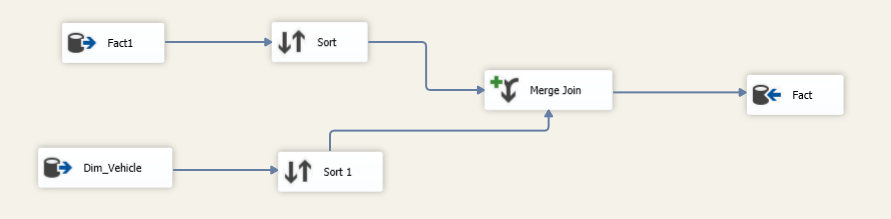 Fact1
Sort
Merge Join
Fact
Dim_Vehicle
Sort 1